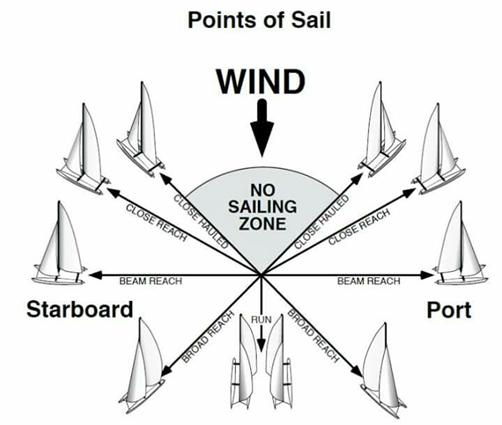 Points of Sail
WIND
NO
SAILING
ZONE
CLOSE HAULED
CLOSE HAULED
CLOSE REACH
CLOSE REACH
BEAM REACH
BEAM REACH
Starboard
Port
BROAD REACH
RUN
BROAD REACH